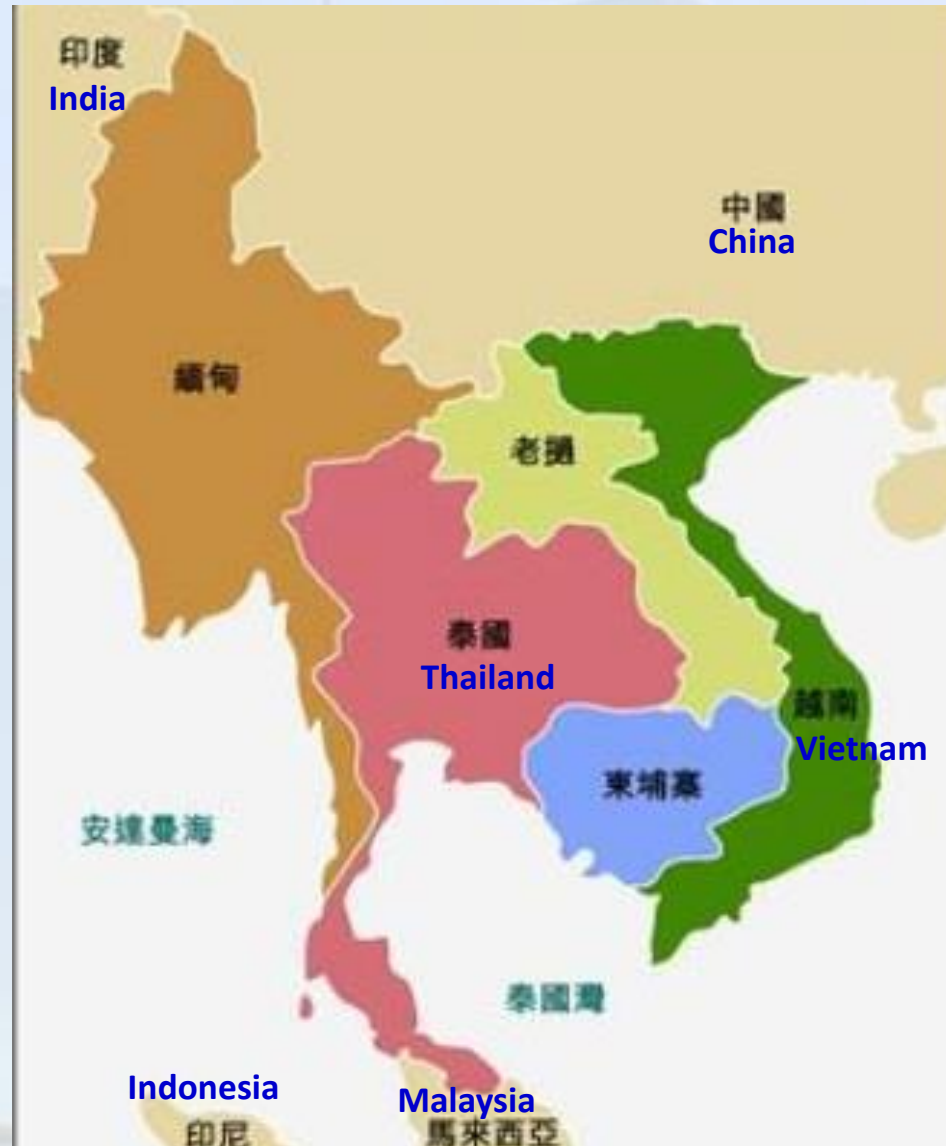 印度
India
中國
China
緬甸
老撾
泰國
Thailand
越南
Vietnam
柬埔寨
安達曼海
泰國灣
Indonesia
印尼
Malaysia
馬來西亞